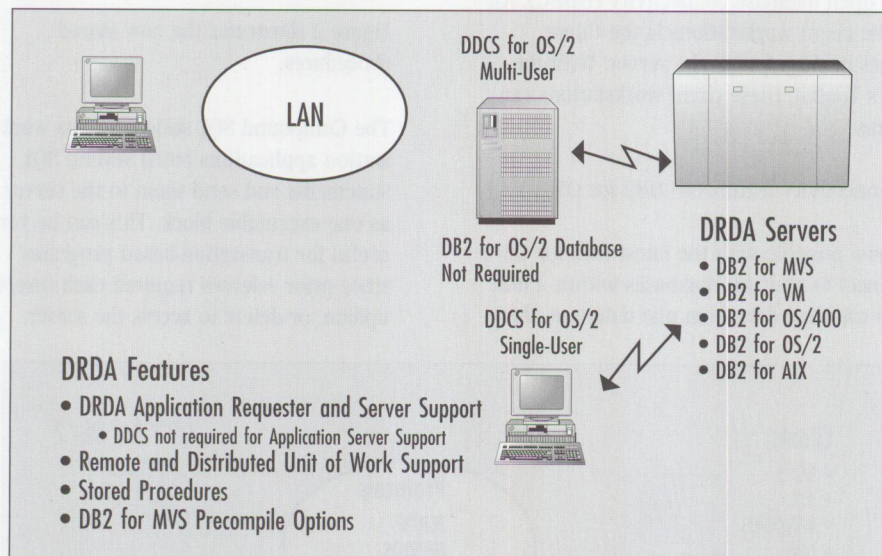 DDCS for OS/2
Multi-User
LAN
DB2 for OS/2 Database
Not Required
DDCS for OS/2
Single-User
DRDA Servers
• DB2 for MVS
• DB2 for VM
• DB2 for OS/400
• DB2 for OS/2
• DB2 for AIX
DRDA Features
• DRDA Application Requester and Server Support
• DDCS not required for Application Server Support
• Remote and Distributed Unit of Work Support
• Stored Procedures
• DB2 for MVS Precompile Options